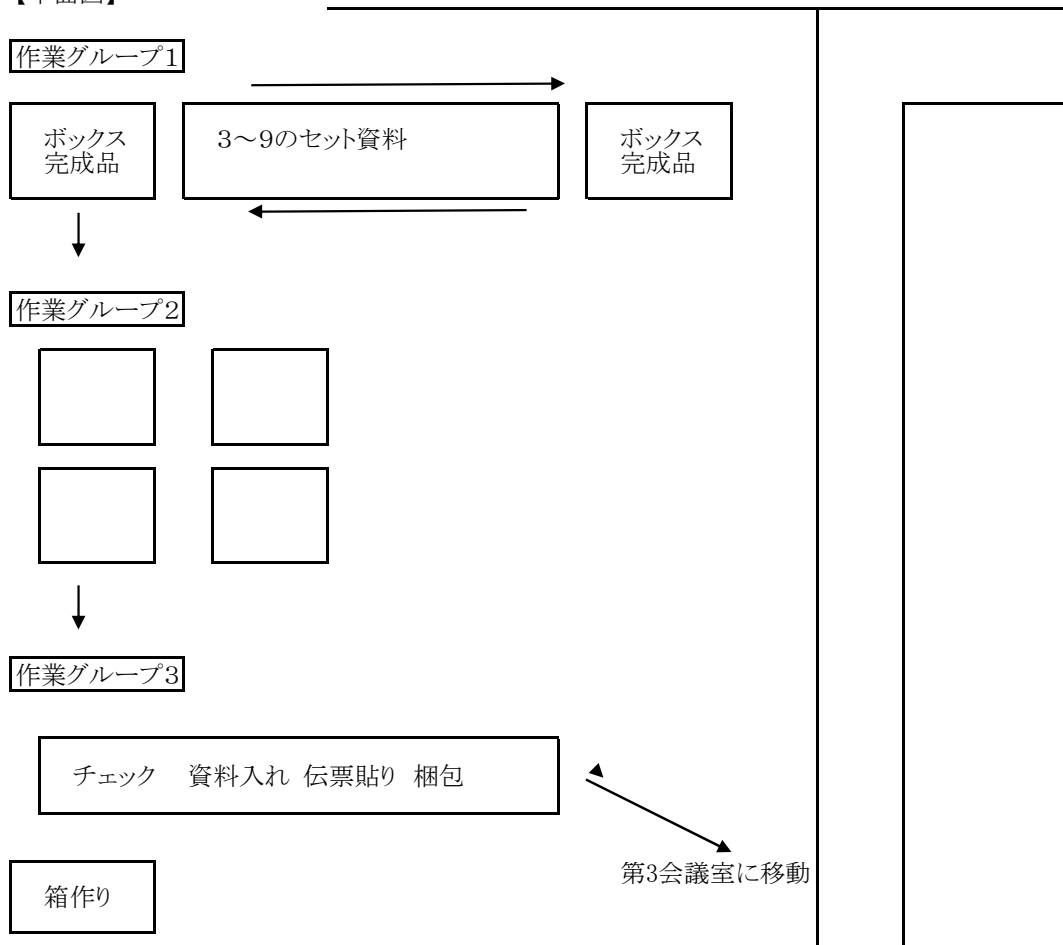 作業グループ1
ボックス
完成品
3～9のセット資料
ボックス
完成品
作業グループ2
作業グループ3
チェック　資料入れ 伝票貼り 梱包
第3会議室に移動
箱作り